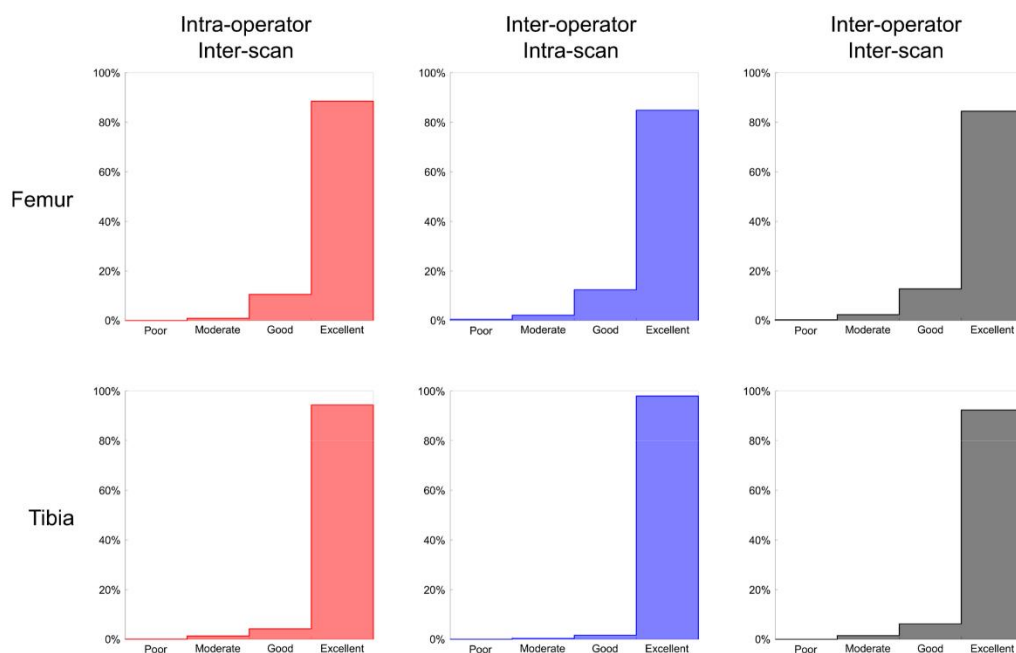 Intra-operator
Inter-scan
Inter-operator
Intra-scan
Inter-operator
Inter-scan
Femur
100%
80%
60%
40%
20%
0%
Poor Moderate Good Excellent
100%
80%
60%
40%
20%
0%
Poor Moderate Good Excellent
100%
80%
60%
40%
20%
0%
Poor Moderate Good Excellent
Tibia
100%
80%
60%
40%
20%
0%
Poor Moderate Good Excellent
100%
80%
60%
40%
20%
0%
Poor Moderate Good Excellent
100%
80%
60%
40%
20%
0%
Poor Moderate Good Excellent